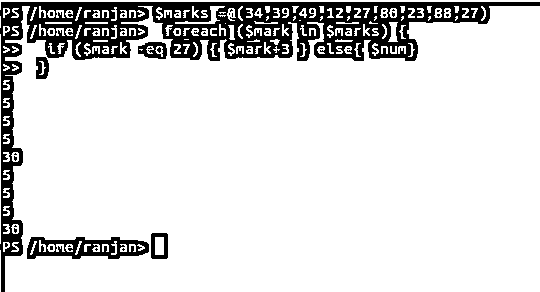 PS /home/ranjan> $marks =@(34,39,49,12,27,80,23,88,27)
PS /home/ranjan>  foreach ($mark in $marks) {
>>   if ($mark -eq 27) { $mark+3 } else{ $num}
>>  }
5
5
5
5
30
5
5
5
30
PS /home/ranjan>